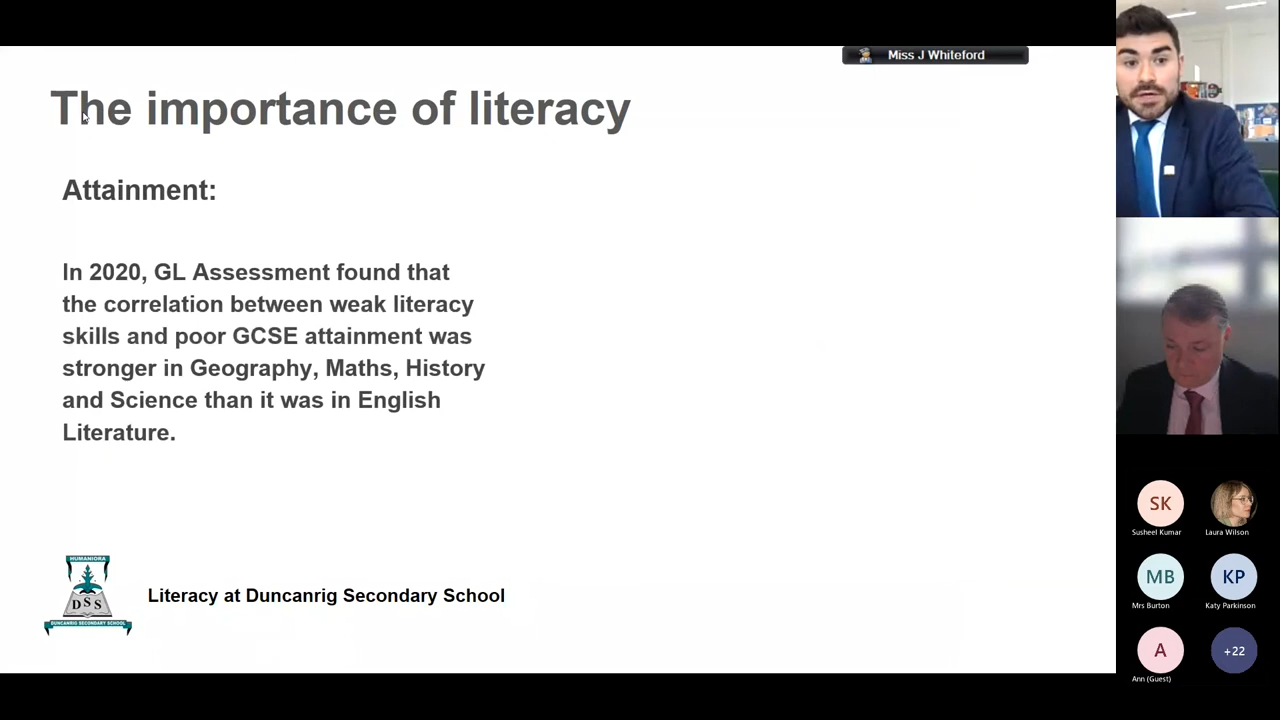 Miss J Whiteford
The importance of literacy
Attainment:
In 2020, GL Assessment found that
the correlation between weak literacy
skills and poor GCSE attainment was
stronger in Geography, Maths, History
and Science than it was in English
Literature.
HUMANIORA
DSS
DUNCANRIG SECONDARY SCHOOL
Literacy at Duncanrig Secondary School
SK
Susheel Kumar
Laura Wilson
MB
Mrs Burton
KP
Katy Parkinson
A
Ann (Guest)
+22